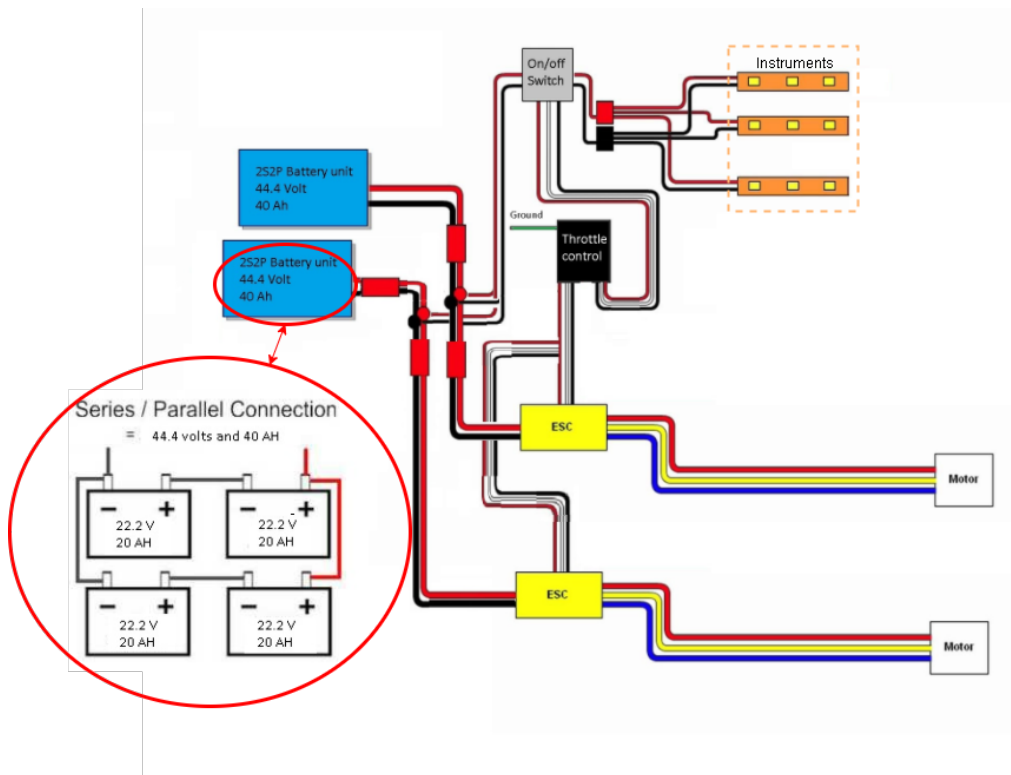 On/off
Switch
Instruments
2S2P Battery unit
44.4 Volt
40 Ah
Ground
Throttle
control
2S2P Battery unit
44.4 Volt
40 Ah
Series / Parallel Connection
= 44.4 volts and 40 AH
ESC
Motor
− + − +
22.2 V
20 AH
22.2 V
20 AH
ESC
− + − +
22.2 V
20 AH
22.2 V
20 AH
Motor